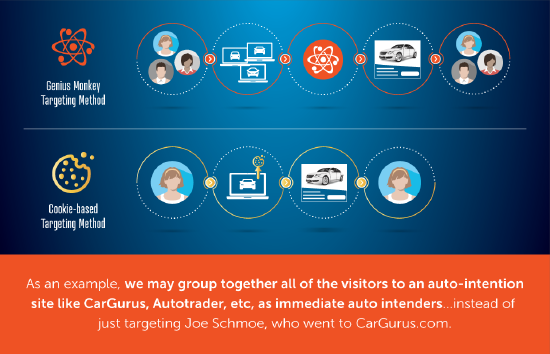 Genius Monkey
Targeting Method
Cookie-based
Targeting Method
As an example, we may group together all of the visitors to an auto-intention
site like CarGurus, Autotrader, etc, as immediate auto intenders...instead of
just targeting Joe Schmoe, who went to CarGurus.com.